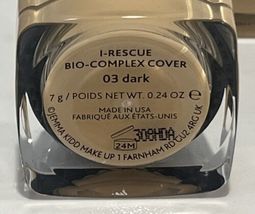 I-RESCUE
BIO-COMPLEX COVER
03 dark
7 g / POIDS NET WT. 0.24 OZ ℮
MADE IN USA
FABRIQUÉ AUX ÉTATS-UNIS
309HDA
24M
©JEMMA KIDD MAKE UP 1 FARNHAM RD GU2 4RG UK